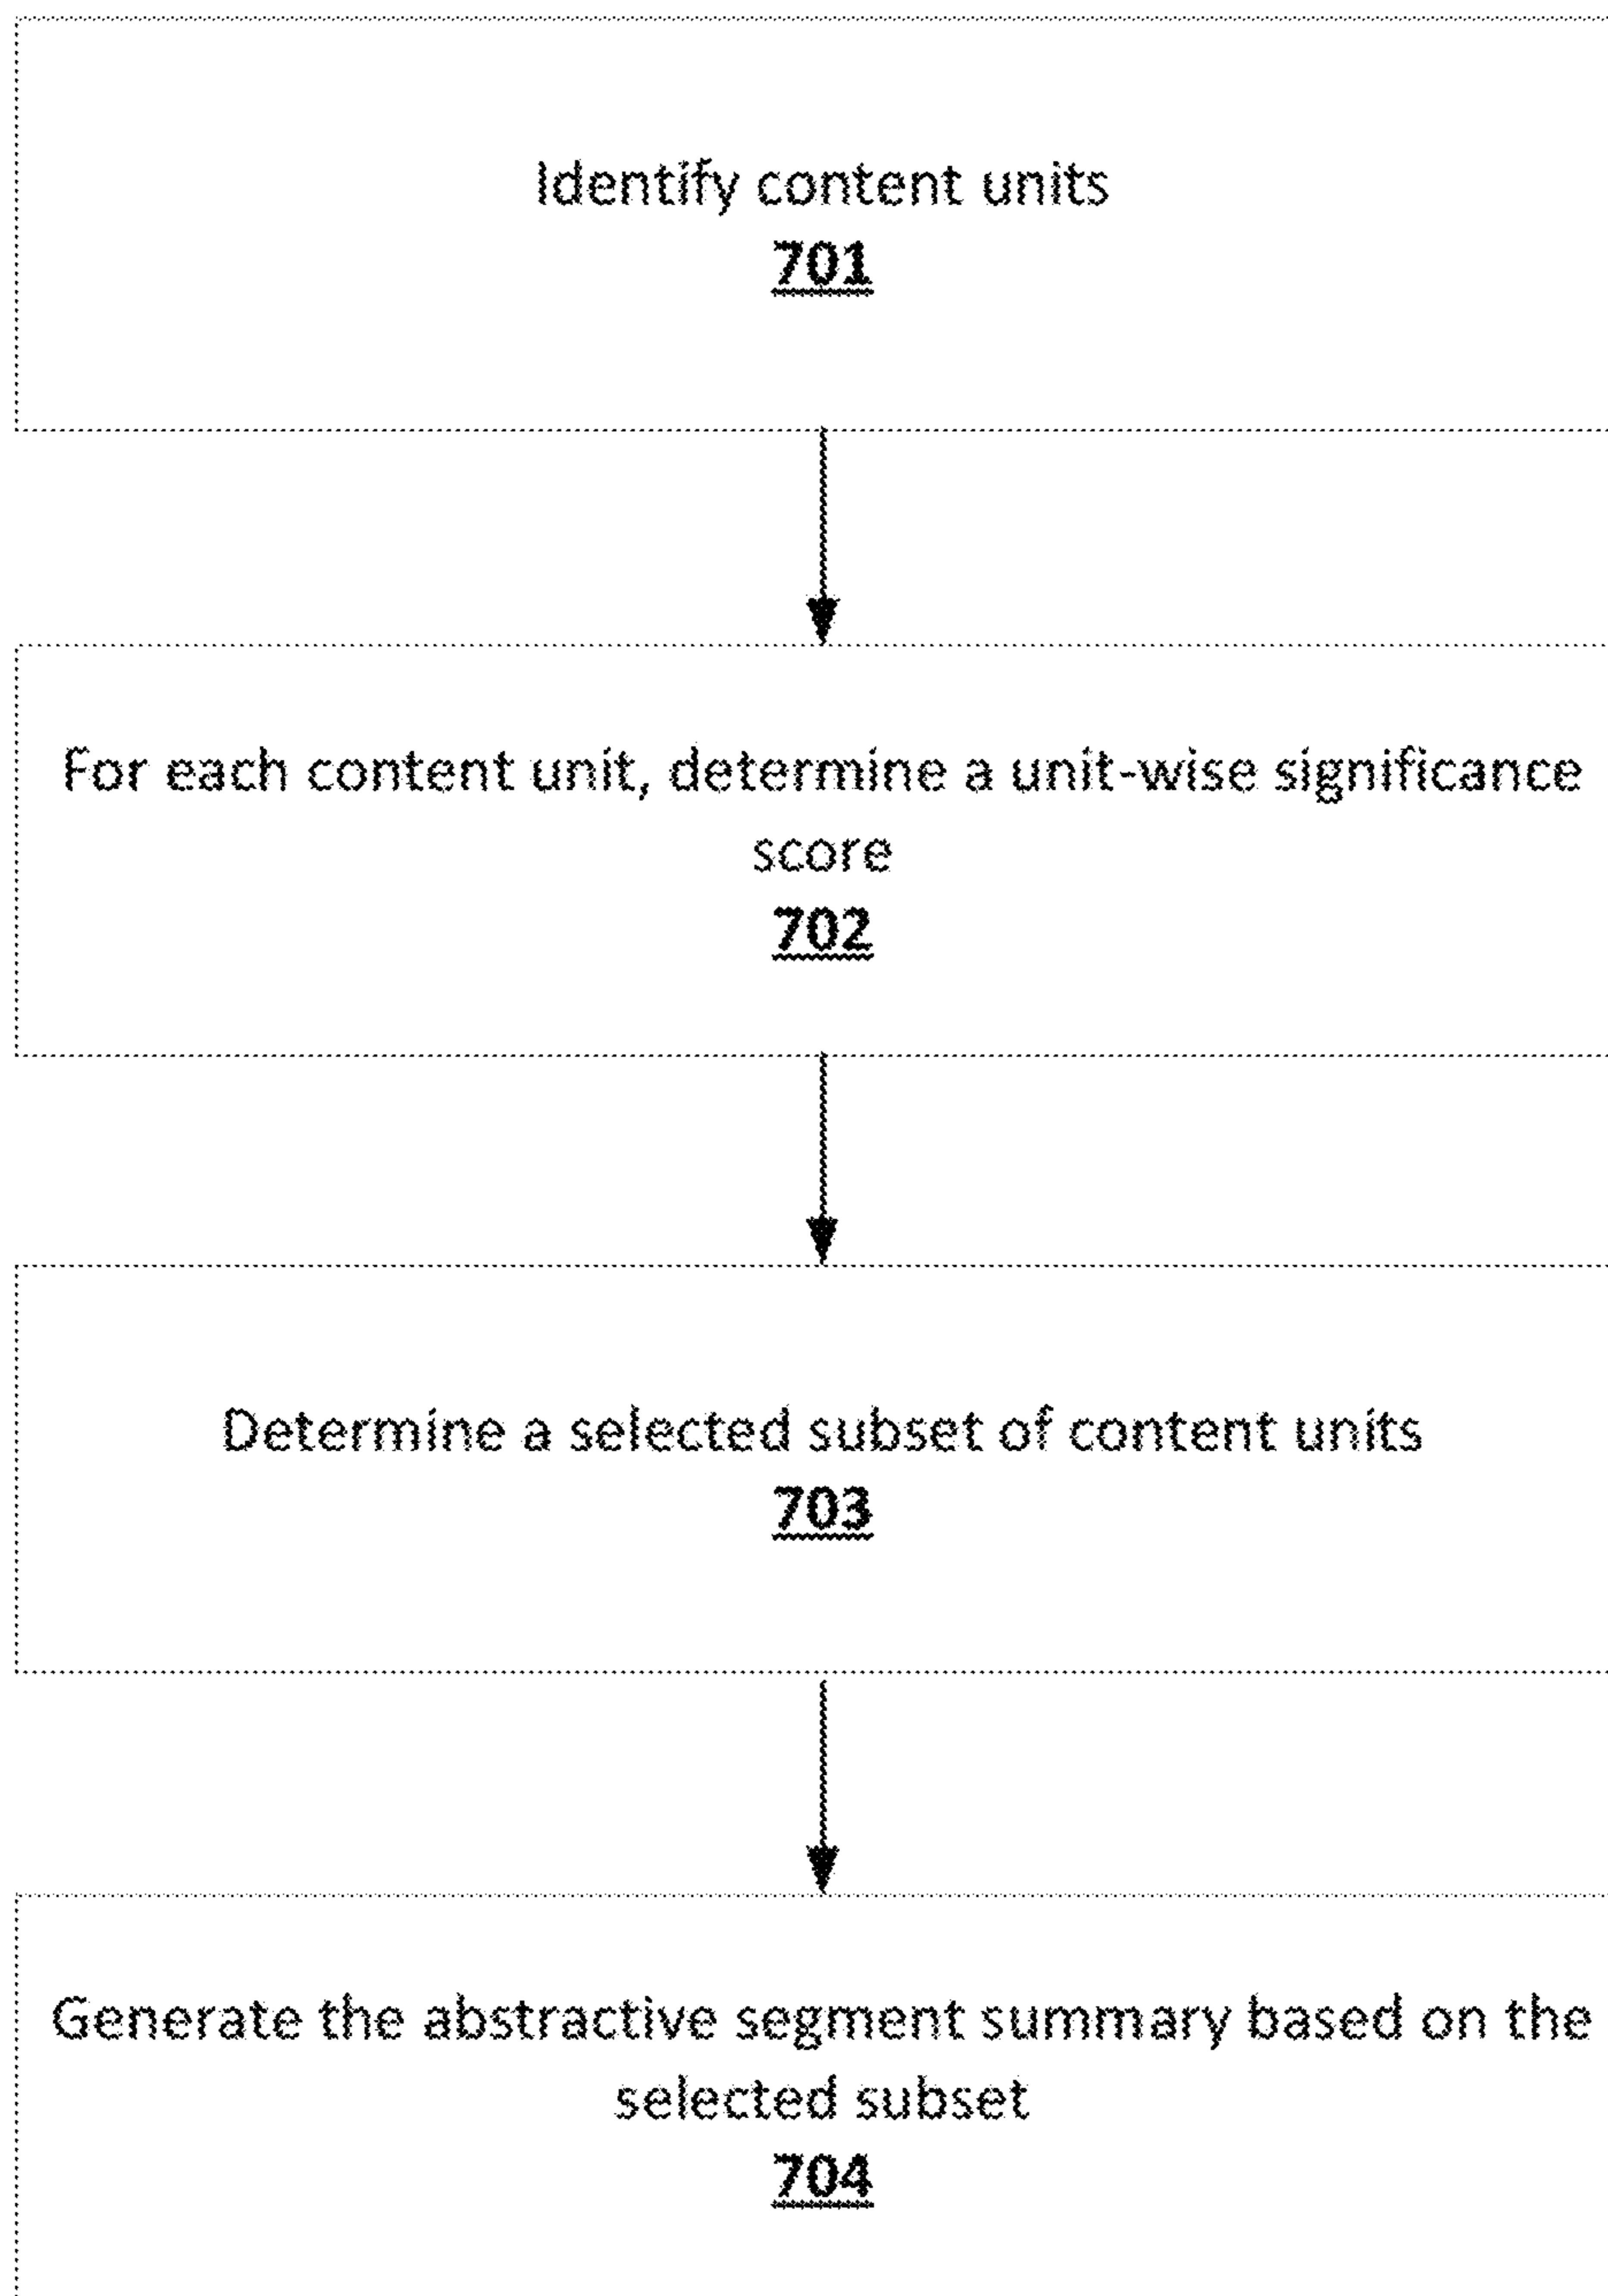 Identify content units
701
For each content unit, determine a unit-wise significance
score
702
Determine a selected subset of content units
703
Generate the abstractive segment summary based on the
selected subset
704